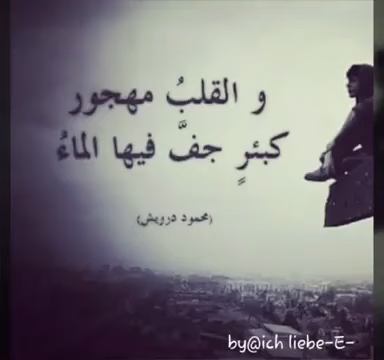 و القلبُ مهجور
كبئرٍ جفَّ فيها الماءُ
(محمود درويش)
by@ich liebe-E-